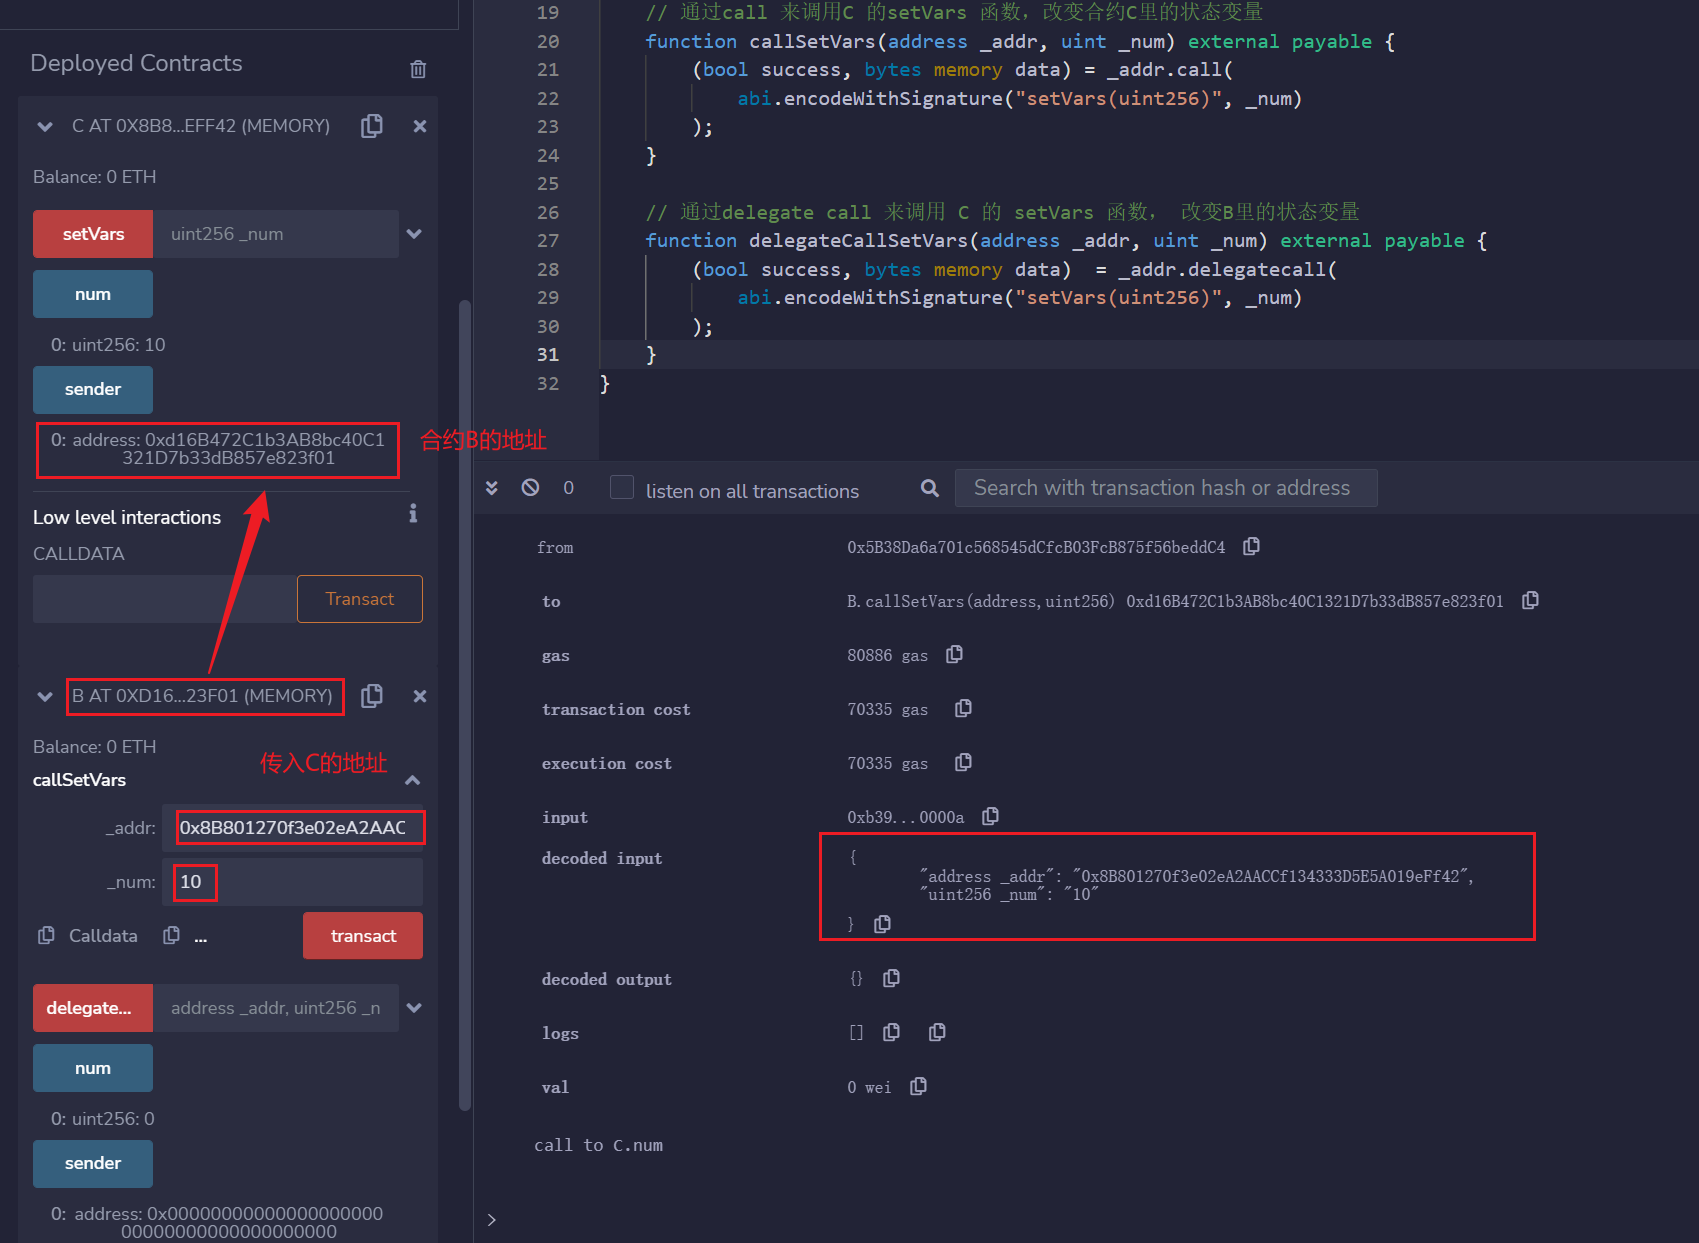 Deployed Contracts
C AT 0X8B8...EFF42 (MEMORY)
Balance: 0 ETH
setVars uint256 _num
num
0: uint256: 10
sender
0: address: 0xd16B472C1b3AB8bc40C1
321D7b33dB857e823f01
合约B的地址
Low level interactions
CALLDATA
Transact
B AT 0XD16...23F01 (MEMORY)
Balance: 0 ETH
传入C的地址
callSetVars
_addr: 0x8B801270f3e02eA2AAC
_num: 10
Calldata ...
transact
delegate... address _addr, uint256 _n
num
0: uint256: 0
sender
0: address: 0x00000000000000000000
00000000000000000000
19 // 通过call 来调用C 的setVars 函数，改变合约C里的状态变量
20 function callSetVars(address _addr, uint _num) external payable {
21 (bool success, bytes memory data) = _addr.call(
22 abi.encodeWithSignature("setVars(uint256)", _num)
23 );
24 }
25
26 // 通过delegate call 来调用 C 的 setVars 函数， 改变B里的状态变量
27 function delegateCallSetVars(address _addr, uint _num) external payable {
28 (bool success, bytes memory data)  = _addr.delegatecall(
29 abi.encodeWithSignature("setVars(uint256)", _num)
30 );
31 }
32 }
0 listen on all transactions Search with transaction hash or address
from 0x5B38Da6a701c568545dCfcB03FcB875f56beddC4
to B.callSetVars(address,uint256) 0xd16B472C1b3AB8bc40C1321D7b33dB857e823f01
gas 80886 gas
transaction cost 70335 gas
execution cost 70335 gas
input 0xb39...0000a
decoded input {
"address _addr": "0x8B801270f3e02eA2AACCf134333D5E5A019eFf42",
"uint256 _num": "10"
}
decoded output {}
logs []
val 0 wei
call to C.num
>